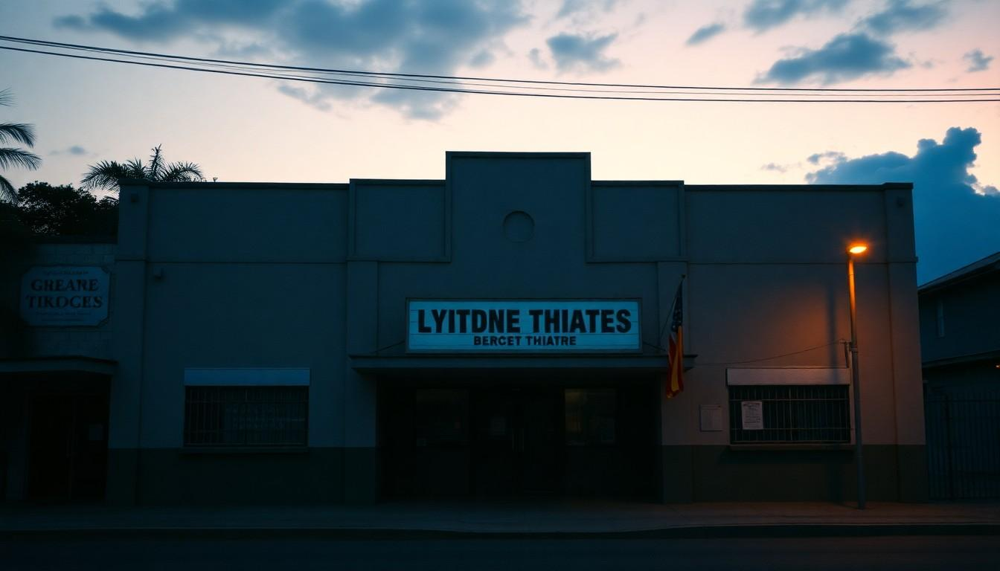 GREANE
TIKOCES
LYITDNE THIATES
BERCET THIATRE